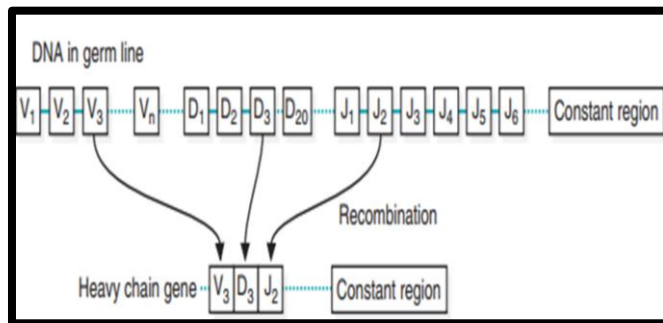 DNA in germ line
V₁ V₂ V₃ Vₙ D₁ D₂ D₃ D₂₀ J₁ J₂ J₃ J₄ J₅ J₆ Constant region
Recombination
Heavy chain gene V₃ D₃ J₂ Constant region